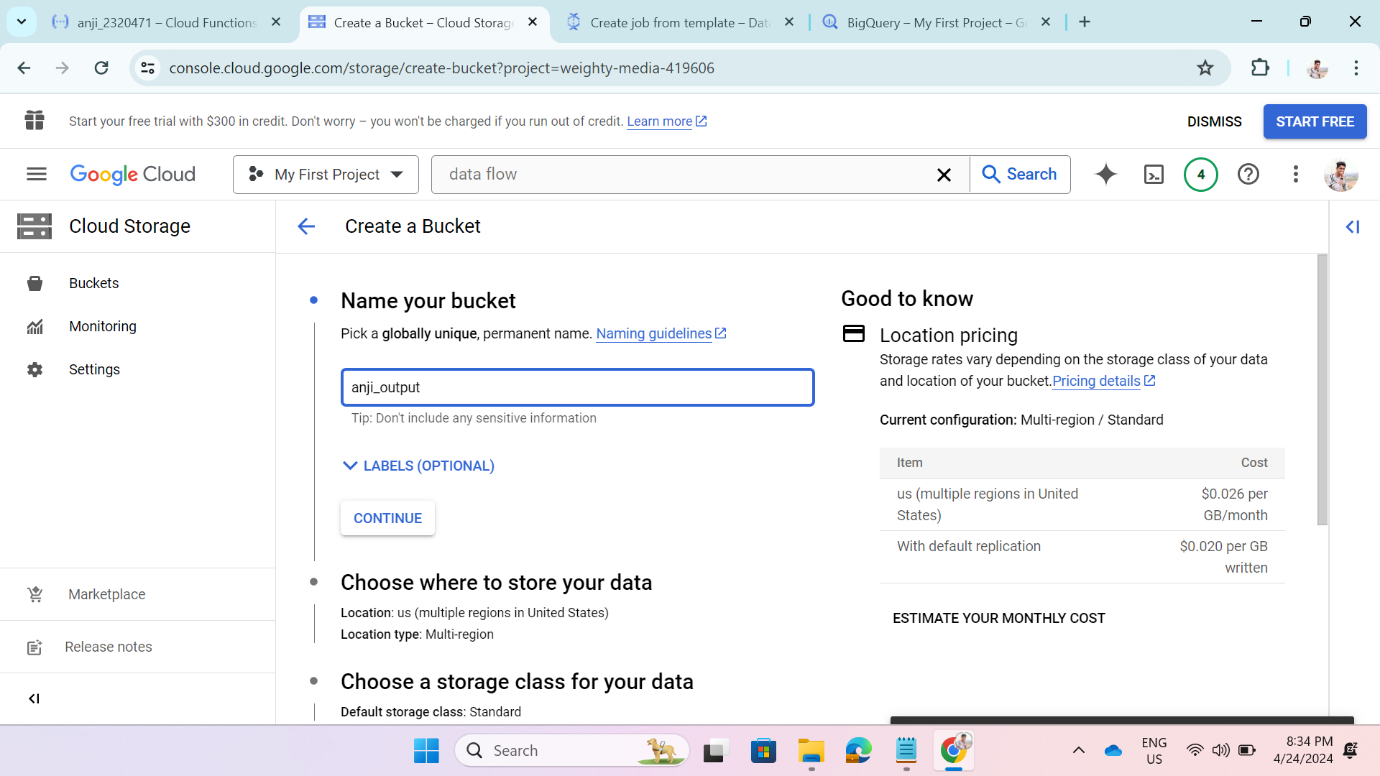 anji_2320471 – Cloud Functions
Create a Bucket – Cloud Storage
Create job from template – Data
BigQuery – My First Project – Go
console.cloud.google.com/storage/create-bucket?project=weighty-media-419606
Start your free trial with $300 in credit. Don't worry – you won't be charged if you run out of credit. Learn more
DISMISS
START FREE
Google Cloud
My First Project
data flow
Search
4
Cloud Storage
Create a Bucket
Buckets
Monitoring
Settings
Marketplace
Release notes
Name your bucket
Pick a globally unique, permanent name. Naming guidelines
anji_output
Tip: Don't include any sensitive information
LABELS (OPTIONAL)
CONTINUE
Choose where to store your data
Location: us (multiple regions in United States)
Location type: Multi-region
Choose a storage class for your data
Default storage class: Standard
Good to know
Location pricing
Storage rates vary depending on the storage class of your data
and location of your bucket. Pricing details
Current configuration: Multi-region / Standard
Item Cost
us (multiple regions in United $0.026 per
States) GB/month
With default replication $0.020 per GB
written
ESTIMATE YOUR MONTHLY COST
Search
ENG
US
8:34 PM
4/24/2024